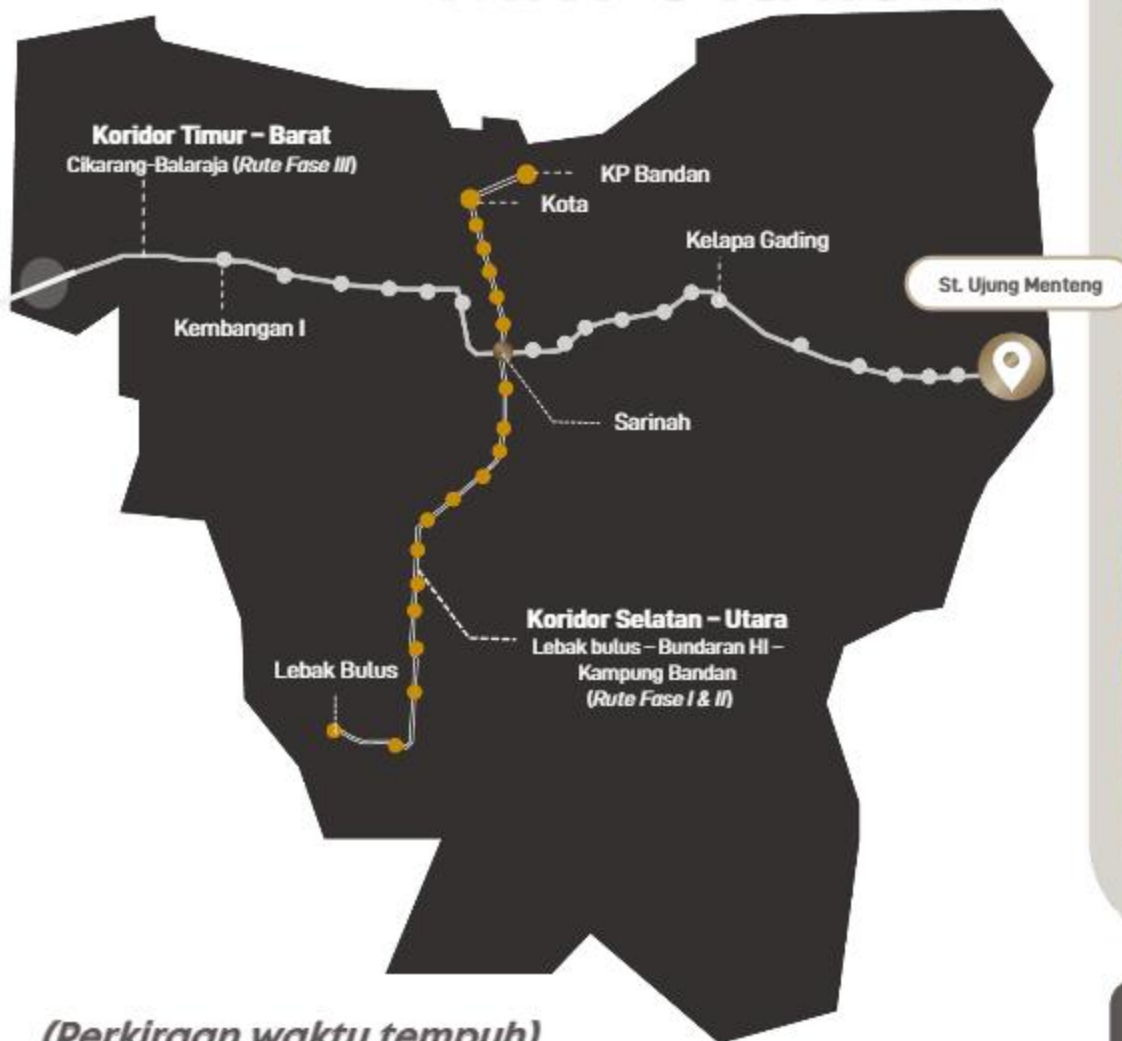 Koridor Timur – Barat
Cikarang-Balaraja (Rute Fase III)
KP Bandan
Kota
Kelapa Gading
St. Ujung Menteng
Kembangan I
Sarinah
Koridor Selatan – Utara
Lebak bulus – Bundaran HI –
Kampung Bandan
(Rute Fase I & II)
Lebak Bulus
(Perkiraan waktu tempuh)